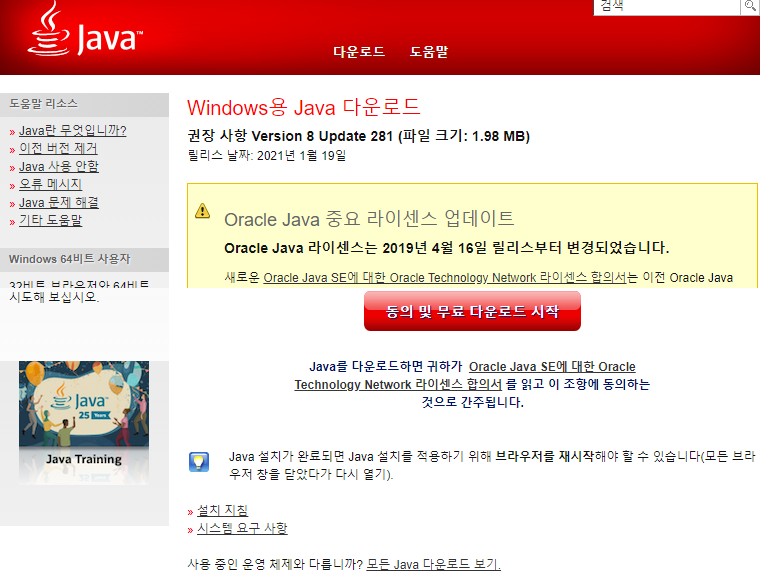 Java™
검색
다운로드 도움말
도움말 리소스
» Java란 무엇입니까?
» 이전 버전 제거
» Java 사용 안함
» 오류 메시지
» Java 문제 해결
» 기타 도움말
Windows 64비트 사용자
32비트 브라우저와 64비트
시도해 보십시오.
Java™
25 Years
Java Training
Windows용 Java 다운로드
권장 사항 Version 8 Update 281 (파일 크기: 1.98 MB)
릴리스 날짜: 2021년 1월 19일
Oracle Java 중요 라이센스 업데이트
Oracle Java 라이센스는 2019년 4월 16일 릴리스부터 변경되었습니다.
새로운 Oracle Java SE에 대한 Oracle Technology Network 라이센스 합의서는 이전 Oracle Java
동의 및 무료 다운로드 시작
Java를 다운로드하면 귀하가 Oracle Java SE에 대한 Oracle
Technology Network 라이센스 합의서 를 읽고 이 조항에 동의하는
것으로 간주됩니다.
Java 설치가 완료되면 Java 설치를 적용하기 위해 브라우저를 재시작해야 할 수 있습니다(모든 브라
우저 창을 닫았다가 다시 열기).
» 설치 지침
» 시스템 요구 사항
사용 중인 운영 체제와 다릅니까? 모든 Java 다운로드 보기.